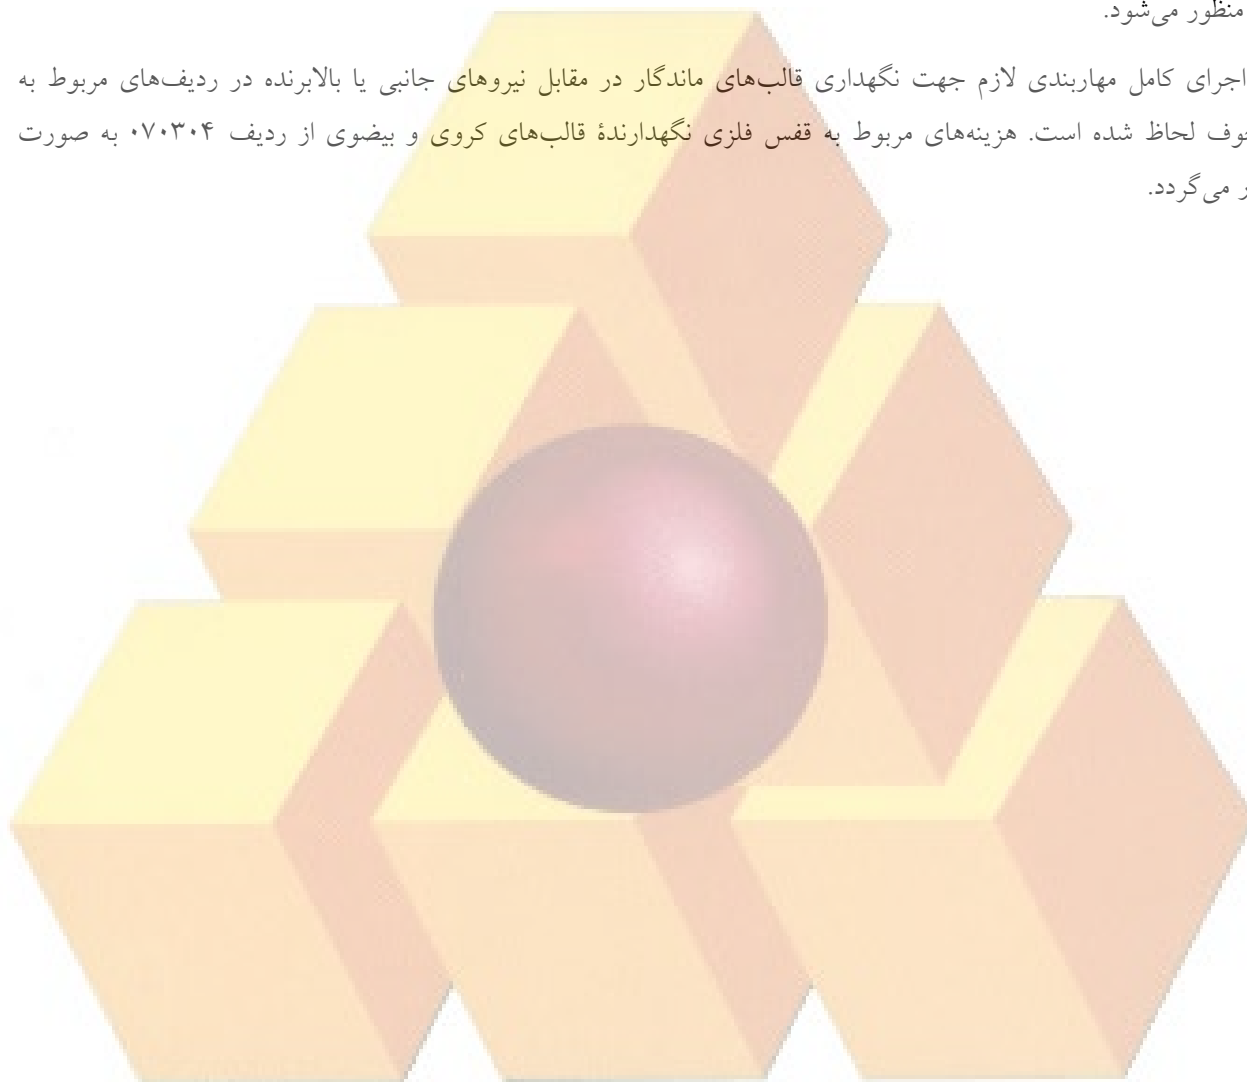 منظور می‌شود.
اجرای کامل مهاربندی لازم جهت نگهداری قالب‌های ماندگار در مقابل نیروهای جانبی یا بالابرنده در ردیف‌های مربوط به
لحاظ شده است. هزینه‌های مربوط به قفس فلزی نگهدارندهٔ قالب‌های کروی و بیضوی از ردیف ۰۷۰۳۰۴ به صورت
می‌گردد.